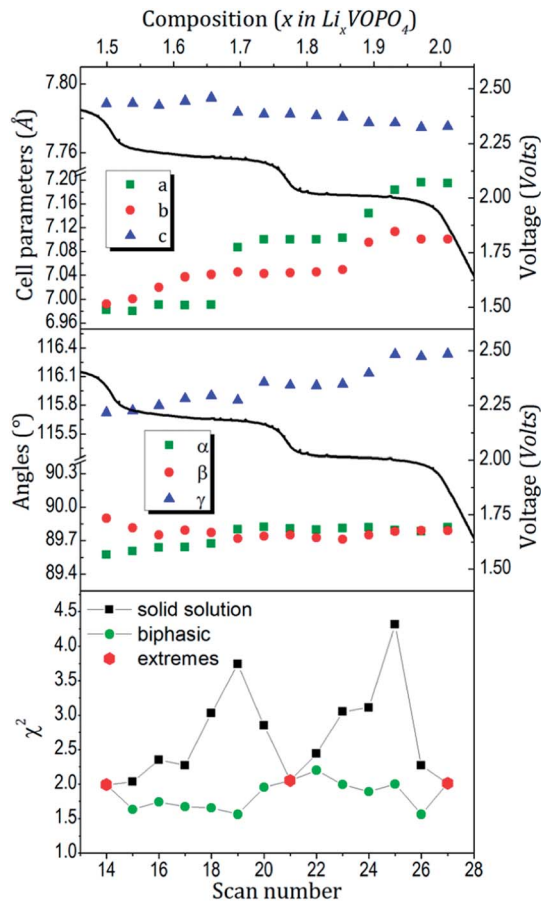 Composition (x in LixVOPO4)
1.5 1.6 1.7 1.8 1.9 2.0
7.80
7.76
7.20
7.16
7.12
7.08
7.04
7.00
6.96
Cell parameters (Å)
a
b
c
2.50
2.25
2.00
1.75
1.50
Voltage (Volts)
116.4
116.1
115.8
115.5
90.3
90.0
89.7
89.4
Angles (°)
α
β
γ
2.50
2.25
2.00
1.75
1.50
Voltage (Volts)
4.5
4.0
3.5
3.0
2.5
2.0
1.5
1.0
χ²
solid solution
biphasic
extremes
14 16 18 20 22 24 26 28
Scan number